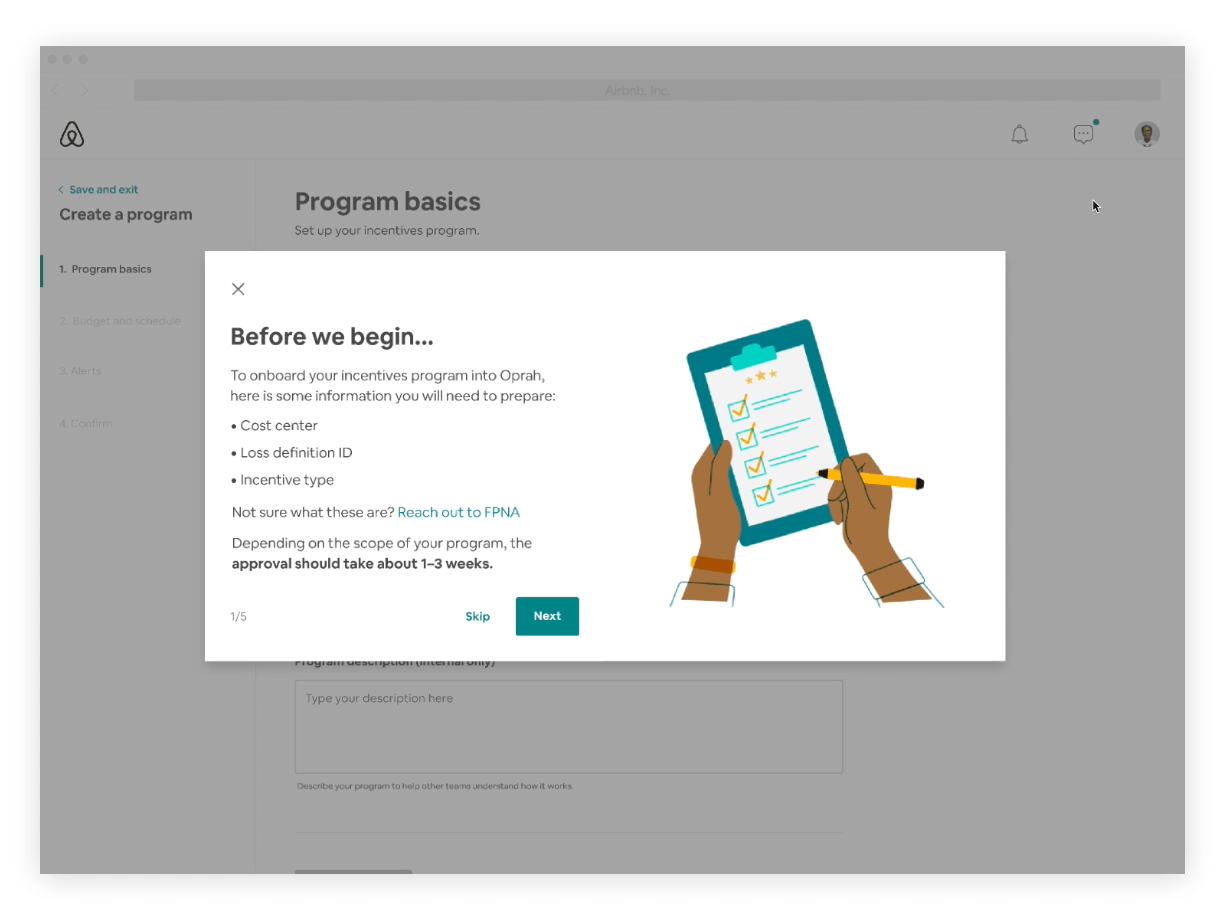 Airbnb, Inc.
Save and exit
Create a program
1. Program basics
2. Budget and schedule
3. Alerts
4. Confirm
Program basics
Set up your incentives program.
Before we begin...
To onboard your incentives program into Oprah,
here is some information you will need to prepare:
• Cost center
• Loss definition ID
• Incentive type
Not sure what these are? Reach out to FPNA
Depending on the scope of your program, the
approval should take about 1–3 weeks.
1/5
Skip
Next
Program description (internal only)
Type your description here
Describe your program to help other teams understand how it works.